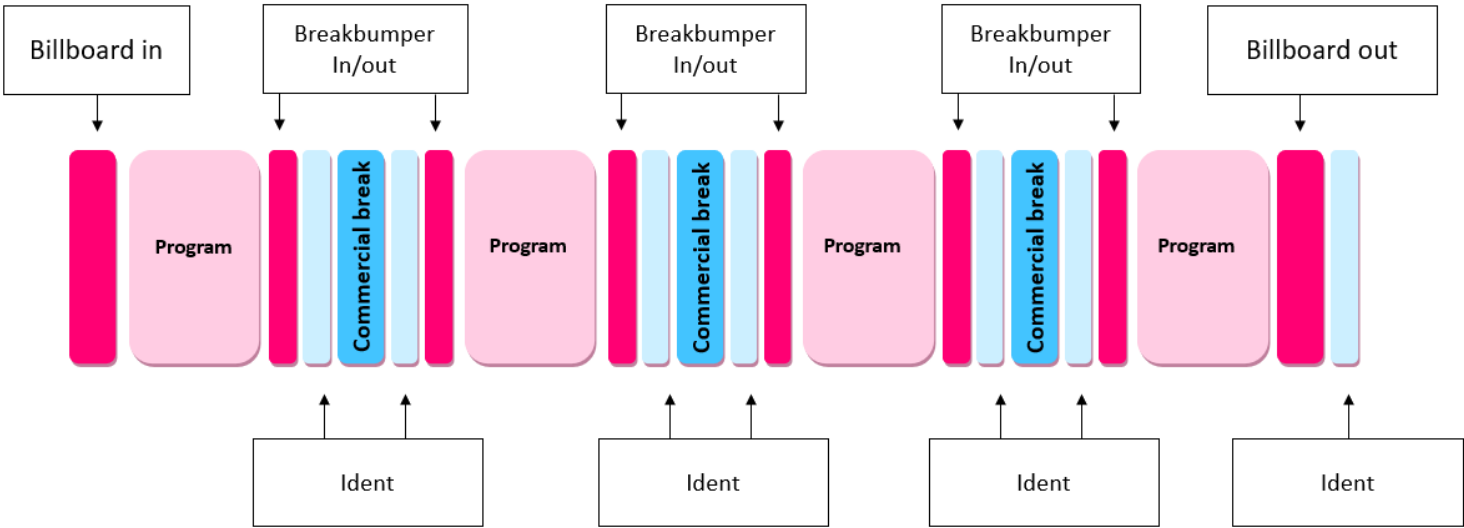 Billboard in
Breakbumper
In/out
Breakbumper
In/out
Breakbumper
In/out
Billboard out
Program
Commercial break
Program
Commercial break
Program
Commercial break
Program
Ident
Ident
Ident
Ident